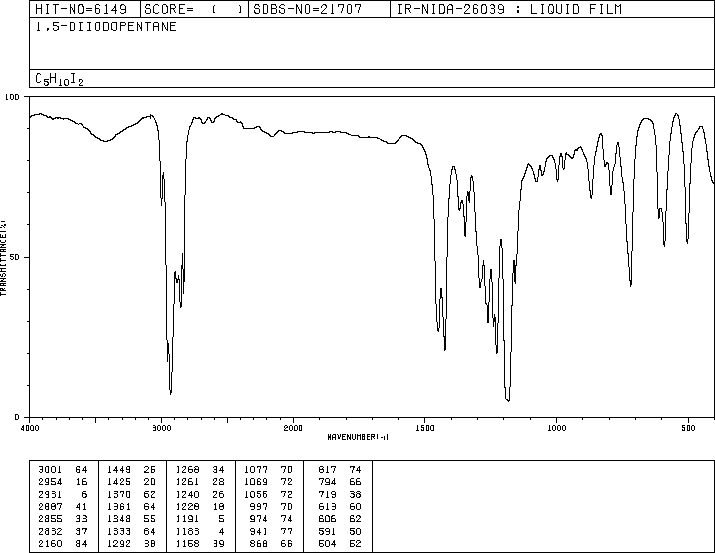 HIT-NO=6149 SCORE= ( ) SDBS-NO=21707 IR-NIDA-26039 : LIQUID FILM
1,5-DIIODOPENTANE
C5H10I2
100
50
0
TRANSMITTANCE(%)
4000 3000 2000 1500 1000 500
WAVENUMBER(-1)
3001 64 1449 26 1268 34 1077 70 817 74
2954 16 1425 20 1261 28 1069 72 794 66
2931 6 1370 62 1240 26 1055 72 719 38
2887 41 1361 64 1228 18 997 70 613 60
2855 33 1348 55 1191 5 974 74 606 62
2832 37 1333 64 1183 4 941 77 591 50
2160 84 1292 38 1158 39 868 66 504 52